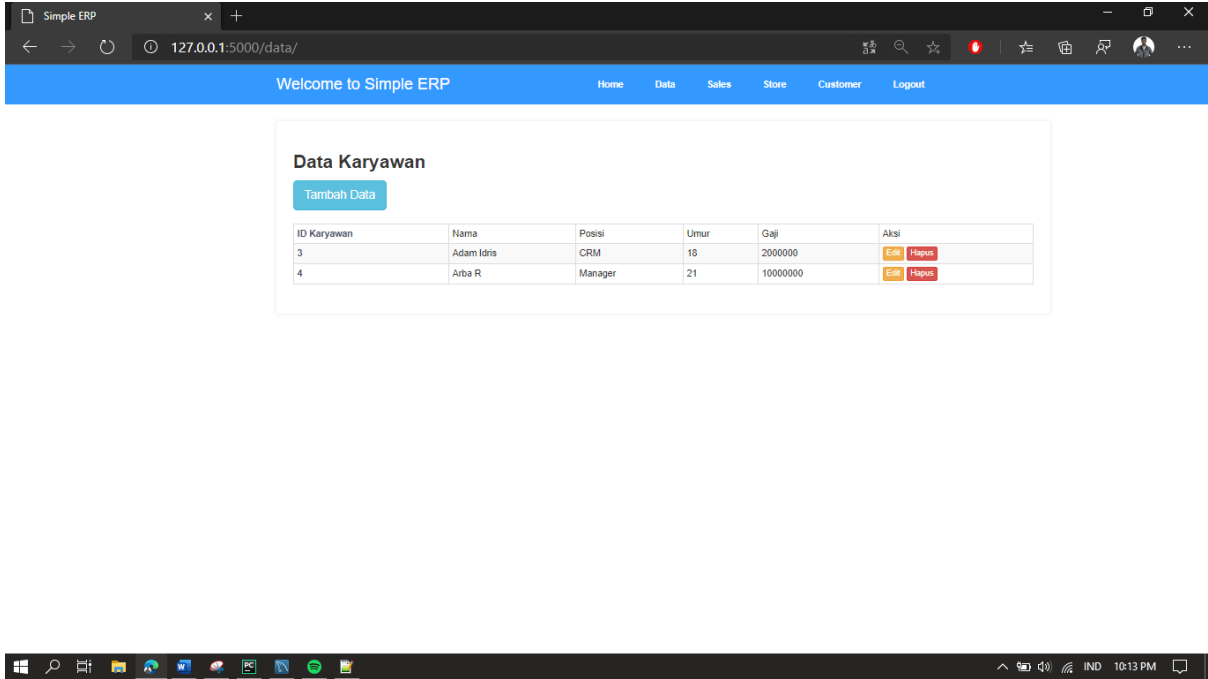 Simple ERP
127.0.0.1:5000/data/
Welcome to Simple ERP Home Data Sales Store Customer Logout
Data Karyawan
Tambah Data
ID Karyawan Nama Posisi Umur Gaji Aksi
3 Adam Idris CRM 18 2000000 Edit Hapus
4 Arba R Manager 21 10000000 Edit Hapus
IND 10:13 PM